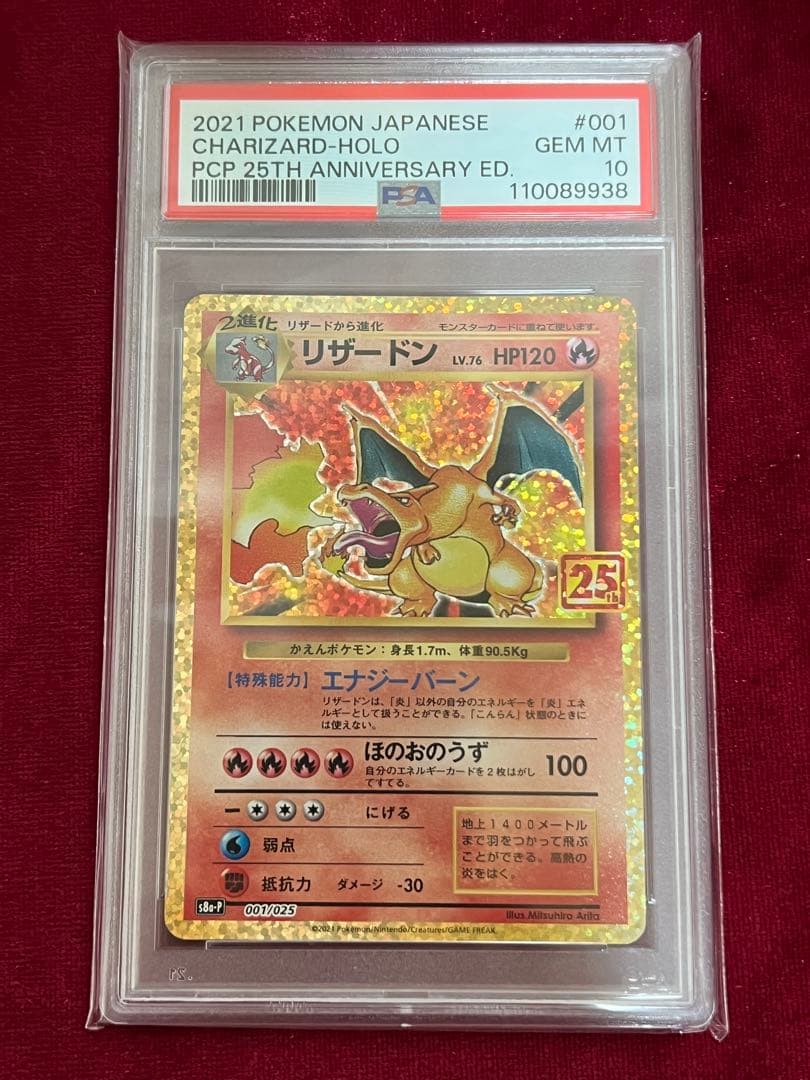 2021 POKEMON JAPANESE #001
CHARIZARD-HOLO GEM MT
PCP 25TH ANNIVERSARY ED. 10
PSA 110089938
2進化 リザードから進化 モンスターカードに重ねて使います。
リザードン LV.76 HP120
25th
かえんポケモン:身長1.7m、体重90.5Kg
【特殊能力】 エナジーバーン
リザードンは、「炎」以外の自分のエネルギーを「炎」エネ
ルギーとして扱うことができる。「こんらん」状態のときに
は使えない。
ほのおのうず 100
自分のエネルギーカードを2枚はがし
てすてる。
ー にげる
弱点
抵抗力 ダメージ -30
地上1400メートル
まで羽をつかって飛ぶ
ことができる。高熱の
炎をはく。
s8a-P 001/025
illus.Mitsuhiro Arita
©2021 Pokémon/Nintendo/Creatures/GAME FREAK